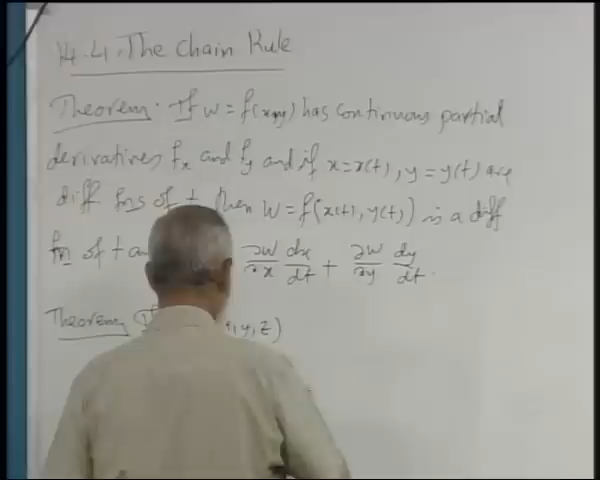 14.4. The Chain Rule
Theorem. If w = f(x,y) has continuous partial
derivatives fx and fy and if x = x(t), y = y(t) are
diff fns of t then w = f(x(t), y(t)) is a diff
fn of t ∂w/∂x dx/dt + ∂w/∂y dy/dt.
Theorem , y, z)